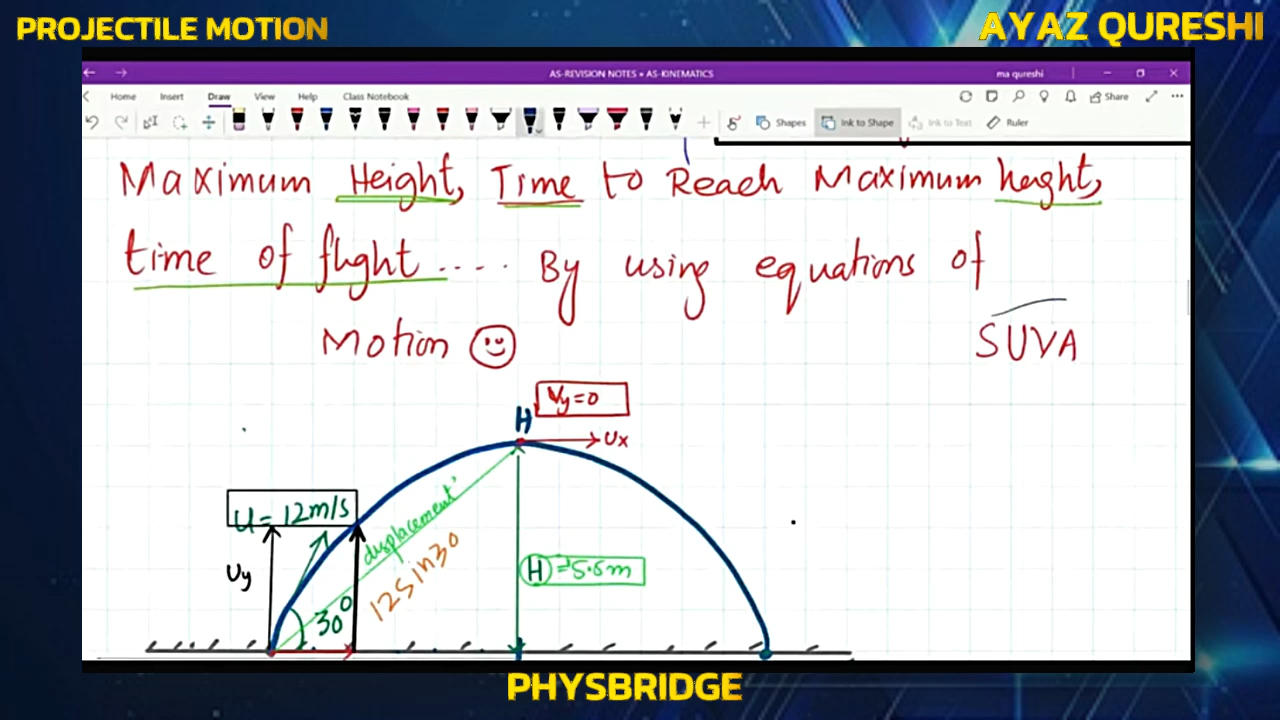 PROJECTILE MOTION
AYAZ QURESHI
AS-REVISION NOTES • AS-KINEMATICS
ma qureshi
Home Insert Draw View Help Class Notebook
Share
Shapes Ink to Shape Ink to Text Ruler
Maximum Height, Time to Reach Maximum height,
time of flight .... By using equations of
Motion
SUVA
Vy=0
H
Ux
U=12m/s
displacement
12Sin30
Uy
H =5.5m
30°
PHYSBRIDGE